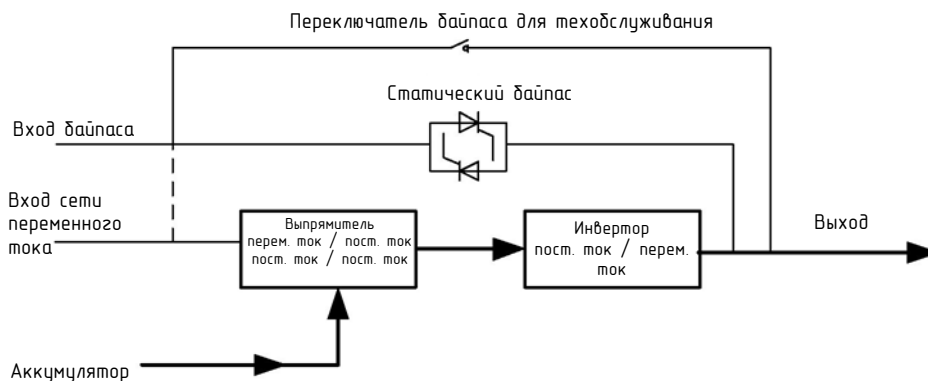 Переключатель байпаса для техобслуживания
Статический байпас
Вход байпаса
Вход сети
переменного
тока
Выпрямитель
перем. ток / пост. ток
пост. ток / пост. ток
Инвертор
пост. ток / перем.
ток
Выход
Аккумулятор